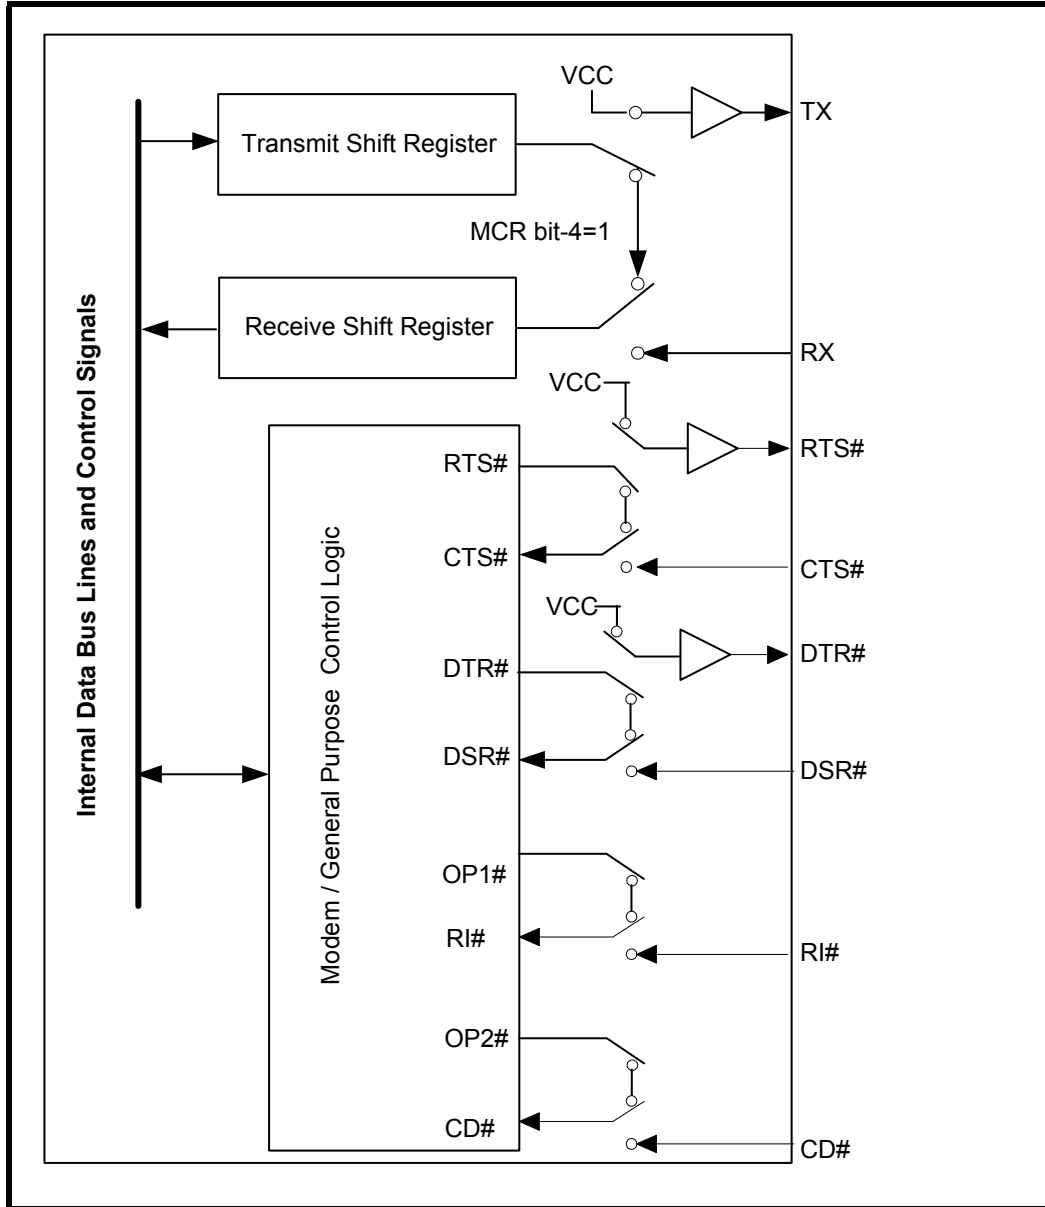 VCC
TX
Transmit Shift Register
MCR bit-4=1
Receive Shift Register
RX
VCC
RTS#
RTS#
CTS#
CTS#
VCC
DTR#
DTR#
DSR#
DSR#
OP1#
RI#
RI#
OP2#
CD#
CD#
Internal Data Bus Lines and Control Signals
Modem / General Purpose Control Logic